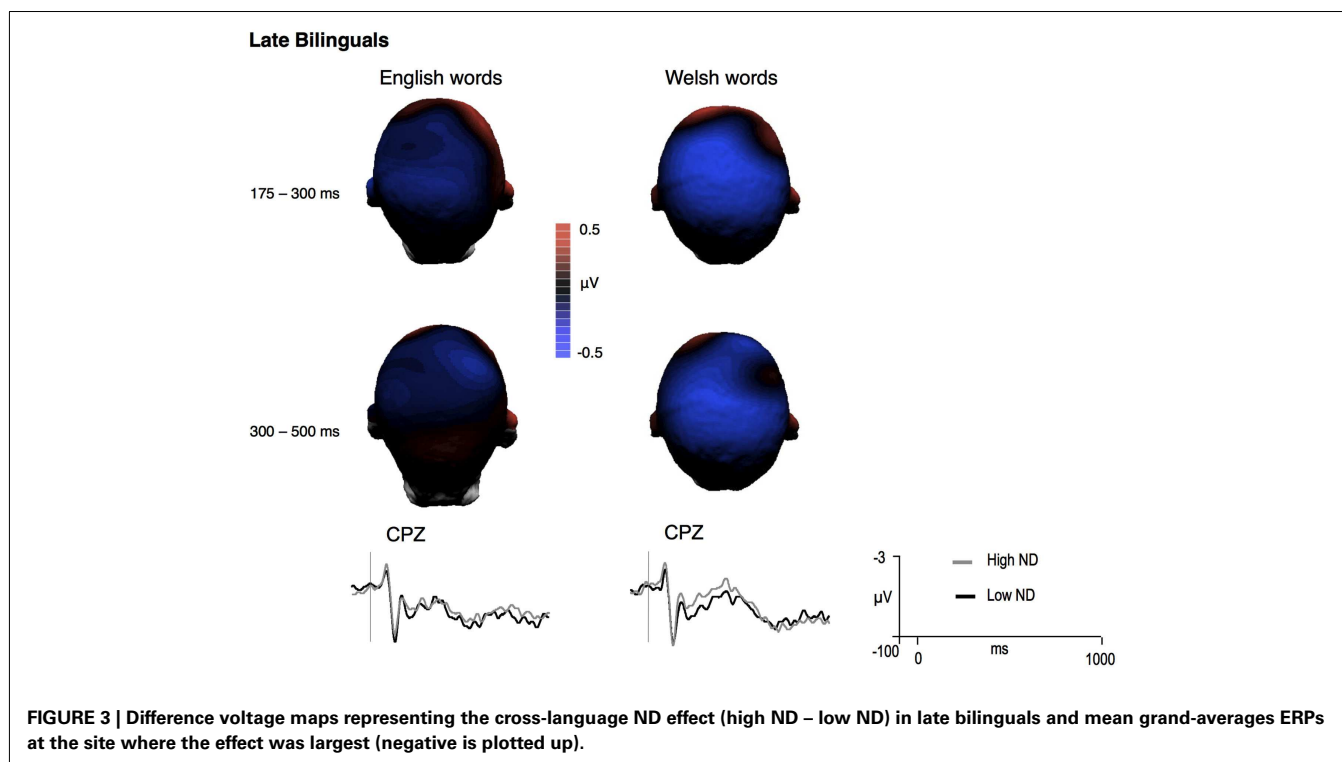 Late Bilinguals
English words
Welsh words
175 – 300 ms
0.5
µV
-0.5
300 – 500 ms
CPZ
CPZ
-3
µV
-100
0
ms
1000
High ND
Low ND
FIGURE 3 | Difference voltage maps representing the cross-language ND effect (high ND – low ND) in late bilinguals and mean grand-averages ERPs
at the site where the effect was largest (negative is plotted up).